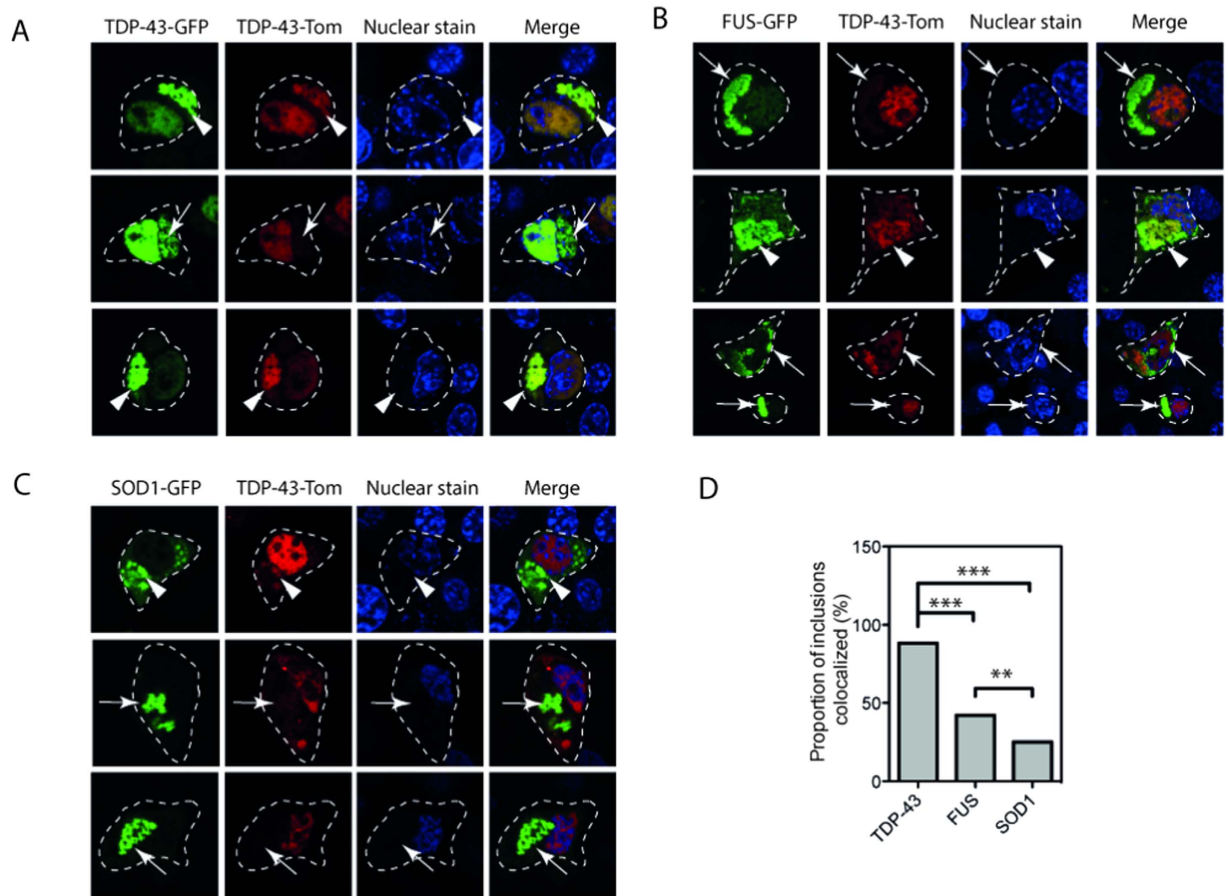 A
TDP-43-GFP TDP-43-Tom Nuclear stain Merge
B
FUS-GFP TDP-43-Tom Nuclear stain Merge
C
SOD1-GFP TDP-43-Tom Nuclear stain Merge
D
Proportion of inclusions
colocalized (%)
150
100
50
0
***
***
**
TDP-43 FUS SOD1